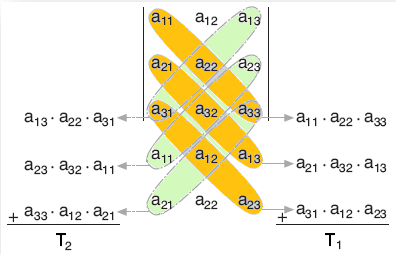 a₁₁ a₁₂ a₁₃
a₂₁ a₂₂ a₂₃
a₁₃ · a₂₂ · a₃₁ a₃₁ a₃₂ a₃₃ a₁₁ · a₂₂ · a₃₃
a₂₃ · a₃₂ · a₁₁ a₁₁ a₁₂ a₁₃ a₂₁ · a₃₂ · a₁₃
+ a₃₃ · a₁₂ · a₂₁ a₂₁ a₂₂ a₂₃ + a₃₁ · a₁₂ · a₂₃
T₂ T₁